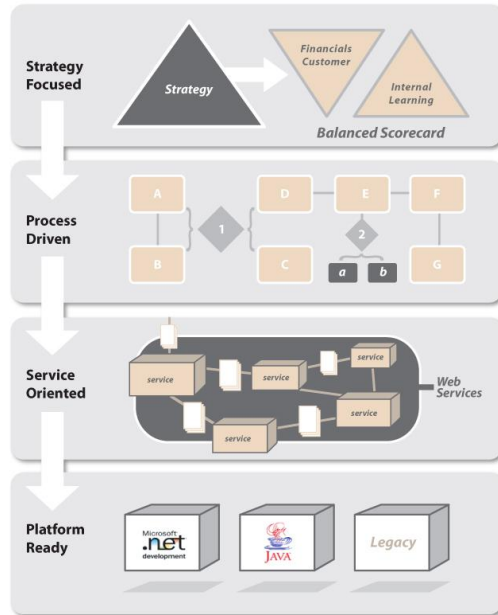 Strategy
Focused
Strategy
Financials
Customer
Internal
Learning
Balanced Scorecard
Process
Driven
A
D
E
F
1
2
B
C
a
b
G
Service
Oriented
service
service
service
service
service
Web
Services
Platform
Ready
Microsoft
.net
development
JAVA
Legacy